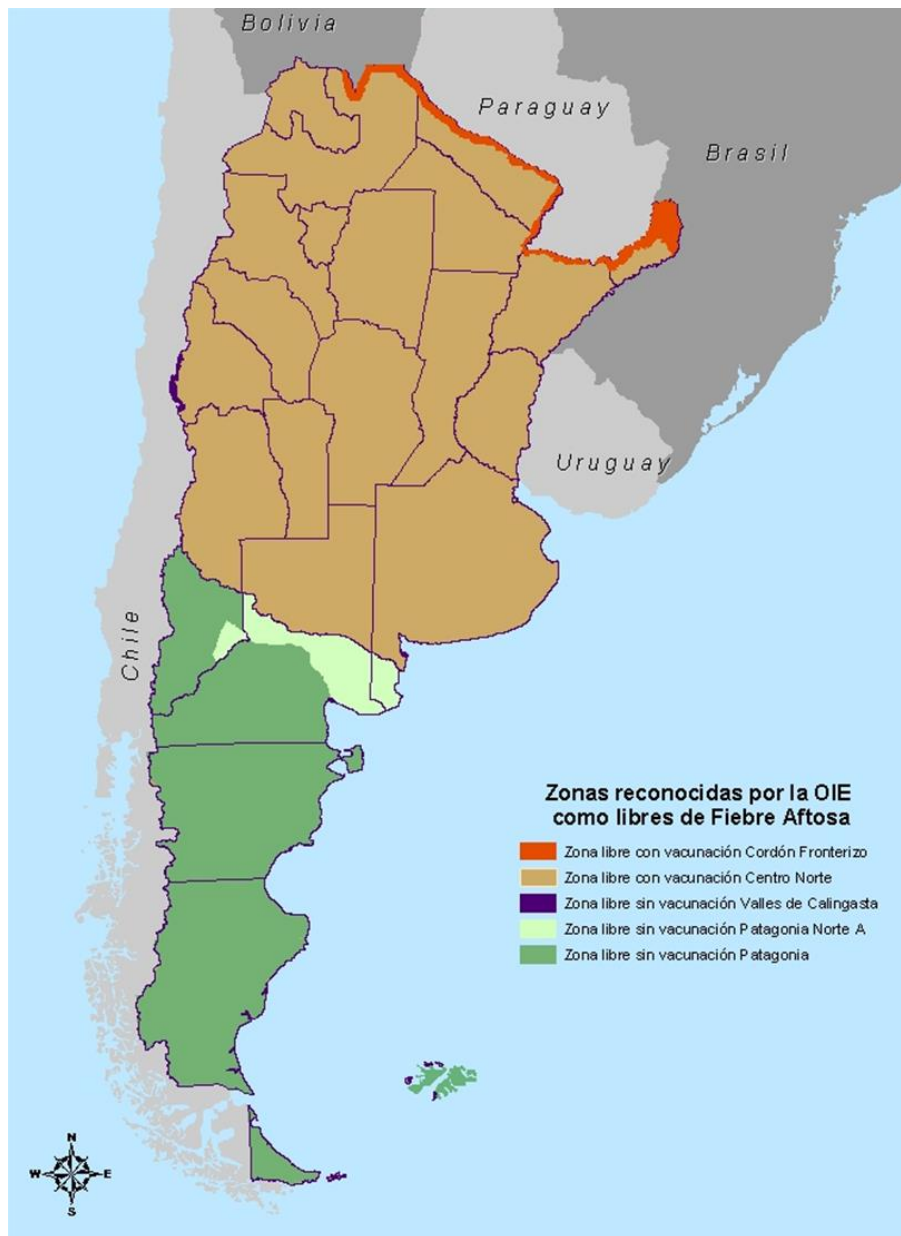 Bolivia
Paraguay
Brasil
Uruguay
Chile
Zonas reconocidas por la OIE
como libres de Fiebre Aftosa
Zona libre con vacunación Cordón Fronterizo
Zona libre con vacunación Centro Norte
Zona libre sin vacunación Valles de Calingasta
Zona libre sin vacunación Patagonia Norte A
Zona libre sin vacunación Patagonia
N
W E
S